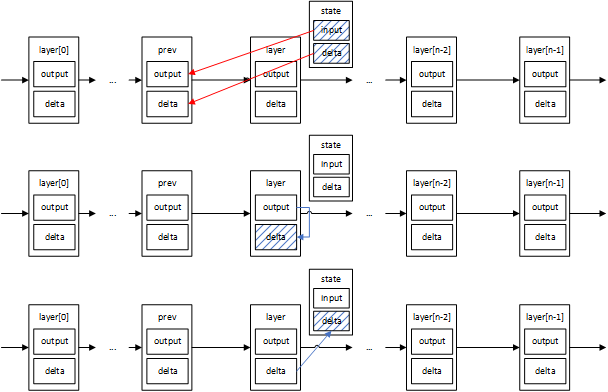 state
layer[0]
prev
layer
layer[n-2]
layer[n-1]
input
output
output
output
output
output
...
...
delta
delta
delta
delta
delta
delta
state
layer[0]
prev
layer
layer[n-2]
layer[n-1]
input
delta
output
output
output
output
output
...
...
delta
delta
delta
delta
delta
state
layer[0]
prev
layer
layer[n-2]
layer[n-1]
input
delta
output
output
output
output
output
...
...
delta
delta
delta
delta
delta